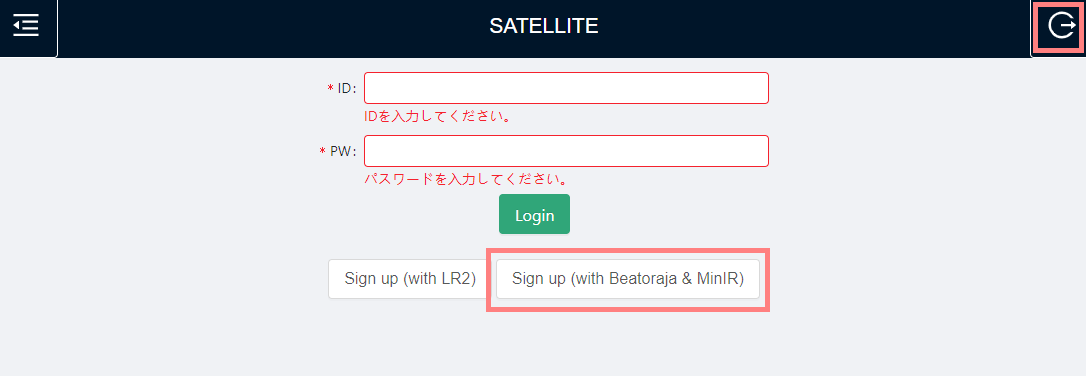 SATELLITE
* ID:
IDを入力してください。
* PW:
パスワードを入力してください。
Login
Sign up (with LR2) Sign up (with Beatoraja & MinIR)